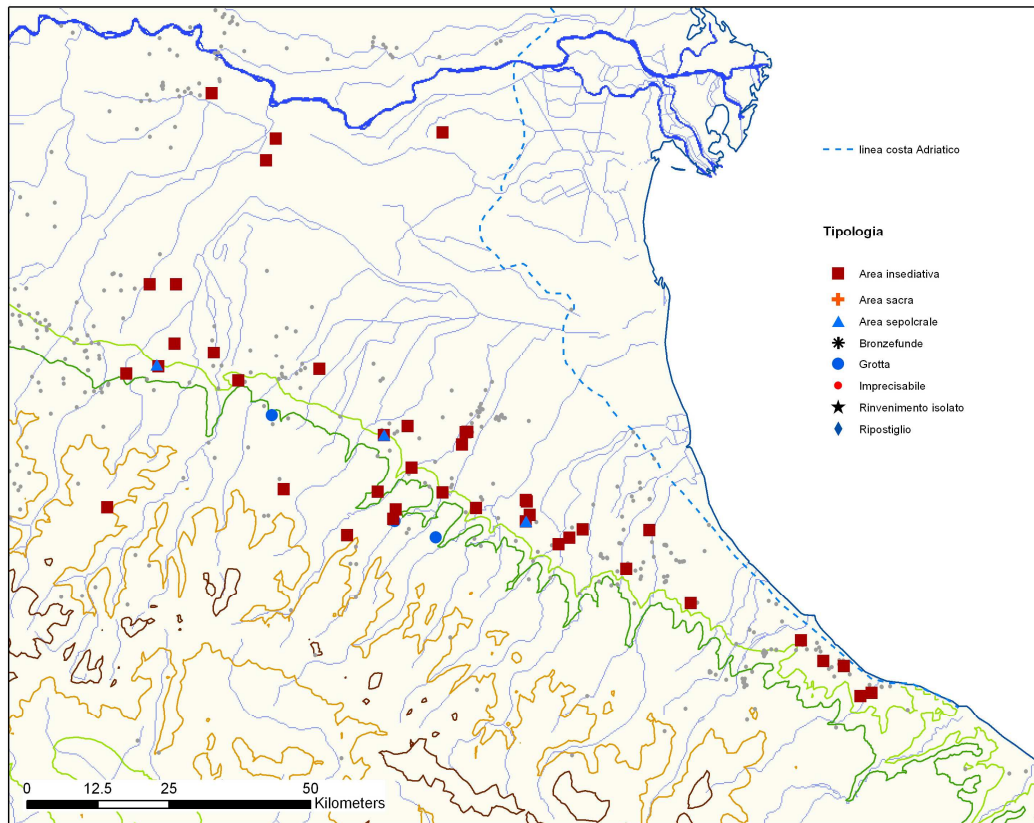 linea costa Adriatico
Tipologia
Area insediativa
Area sacra
Area sepolcrale
Bronzefunde
Grotta
Imprecisabile
Rinvenimento isolato
Ripostiglio
0 12.5 25 50
Kilometers